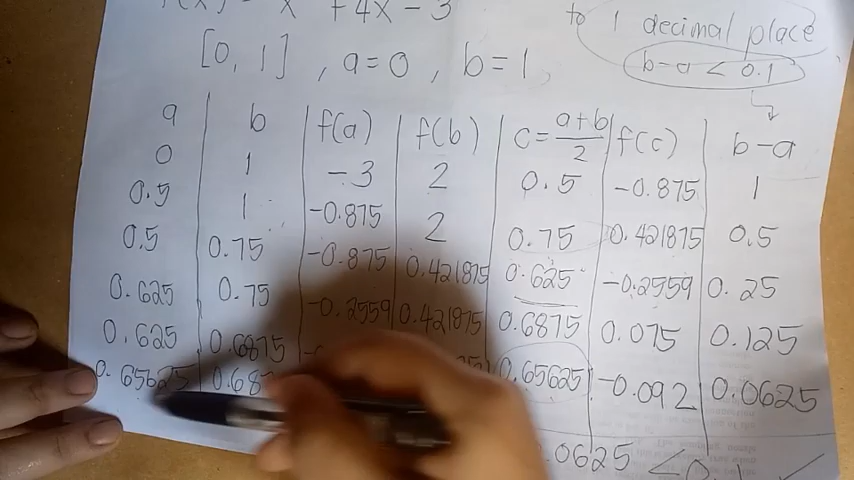 f(x) = x + 4x - 3
to 1 decimal place
[0, 1] , a=0 , b=1,
b-a < 0.1
a b f(a) f(b) c = a+b/2 f(c) b-a
0 1 -3 2 0.5 -0.875 1
0.5 1 -0.875 2 0.75 0.421875 0.5
0.5 0.75 -0.875 0.421875 0.625 -0.2559 0.25
0.625 0.75 -0.2559 0.421875 0.6875 0.075 0.125
0.625 0.6875 0.65625 -0.092 0.0625
0.65625
.0625 < 0.1 ✓